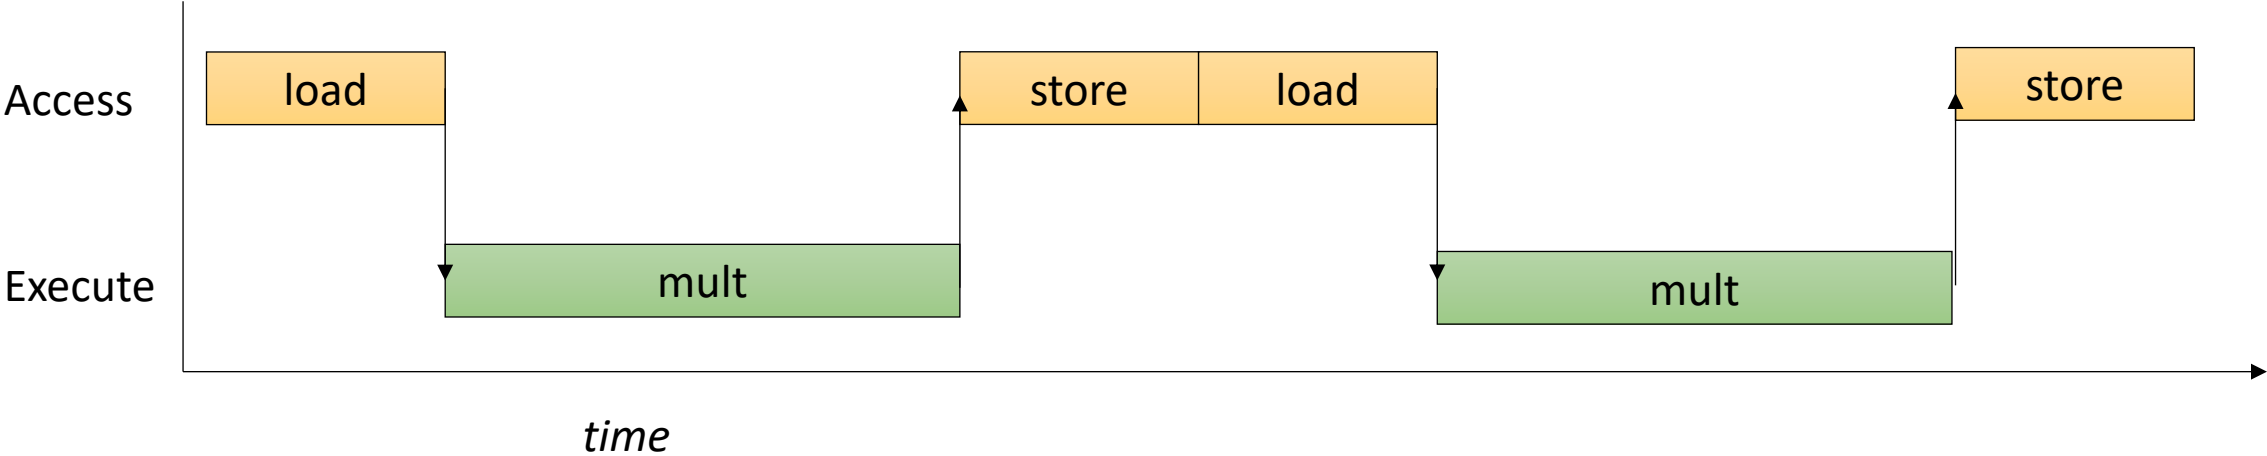 Access
load
store
load
store
Execute
mult
mult
time